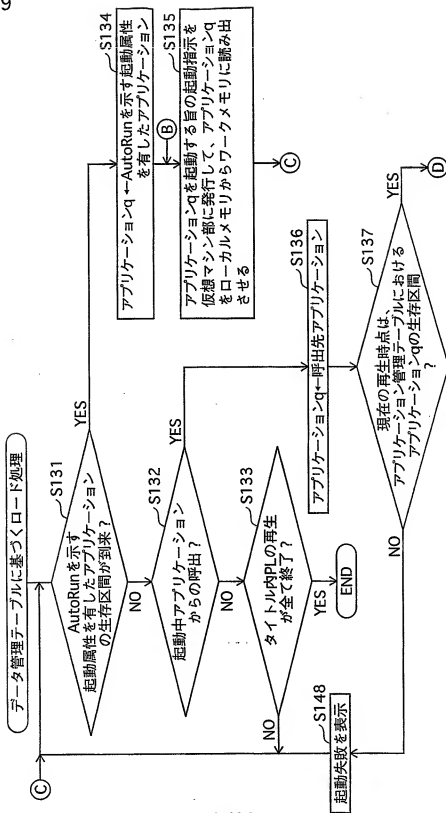 9
データ管理テーブルに基づくロード処理
C
S131
AutoRunを示す
起動属性を有したアプリケーション
の生存区間が到来?
YES
NO
S132
起動中アプリケーション
からの呼出?
YES
NO
S133
タイトル内PLの再生
が全て終了?
NO
YES
END
S134
アプリケーションq←AutoRunを示す起動属性
を有したアプリケーション
B
S135
アプリケーションqを起動する旨の起動指示を
仮想マシン部に発行して、アプリケーションq
をローカルメモリからワークメモリに読み出
させる
C
S136
アプリケーションq←呼出先アプリケーション
S137
現在の再生時点は、
アプリケーション管理テーブルにおける
アプリケーションqの生存区間
?
YES
D
NO
S148
起動失敗を表示